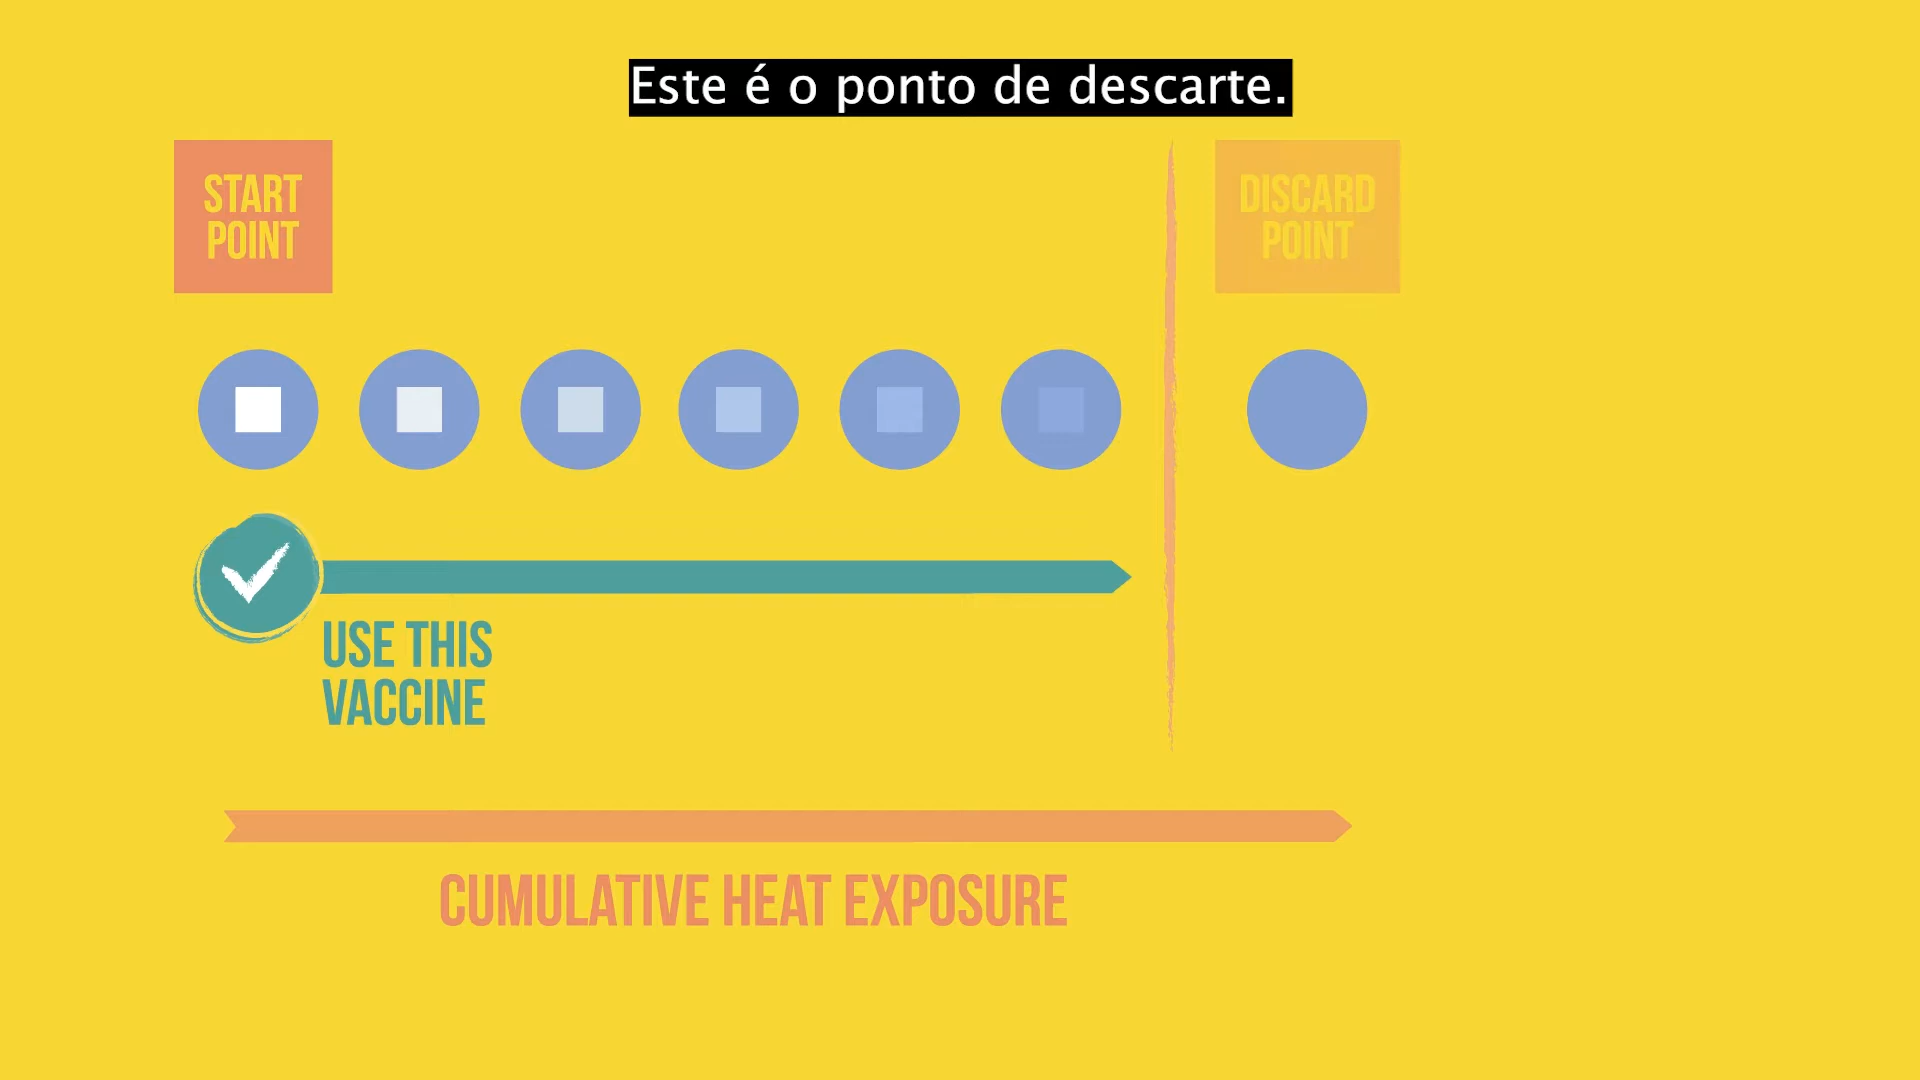 Este é o ponto de descarte.
START
POINT
DISCARD
POINT
USE THIS
VACCINE
CUMULATIVE HEAT EXPOSURE